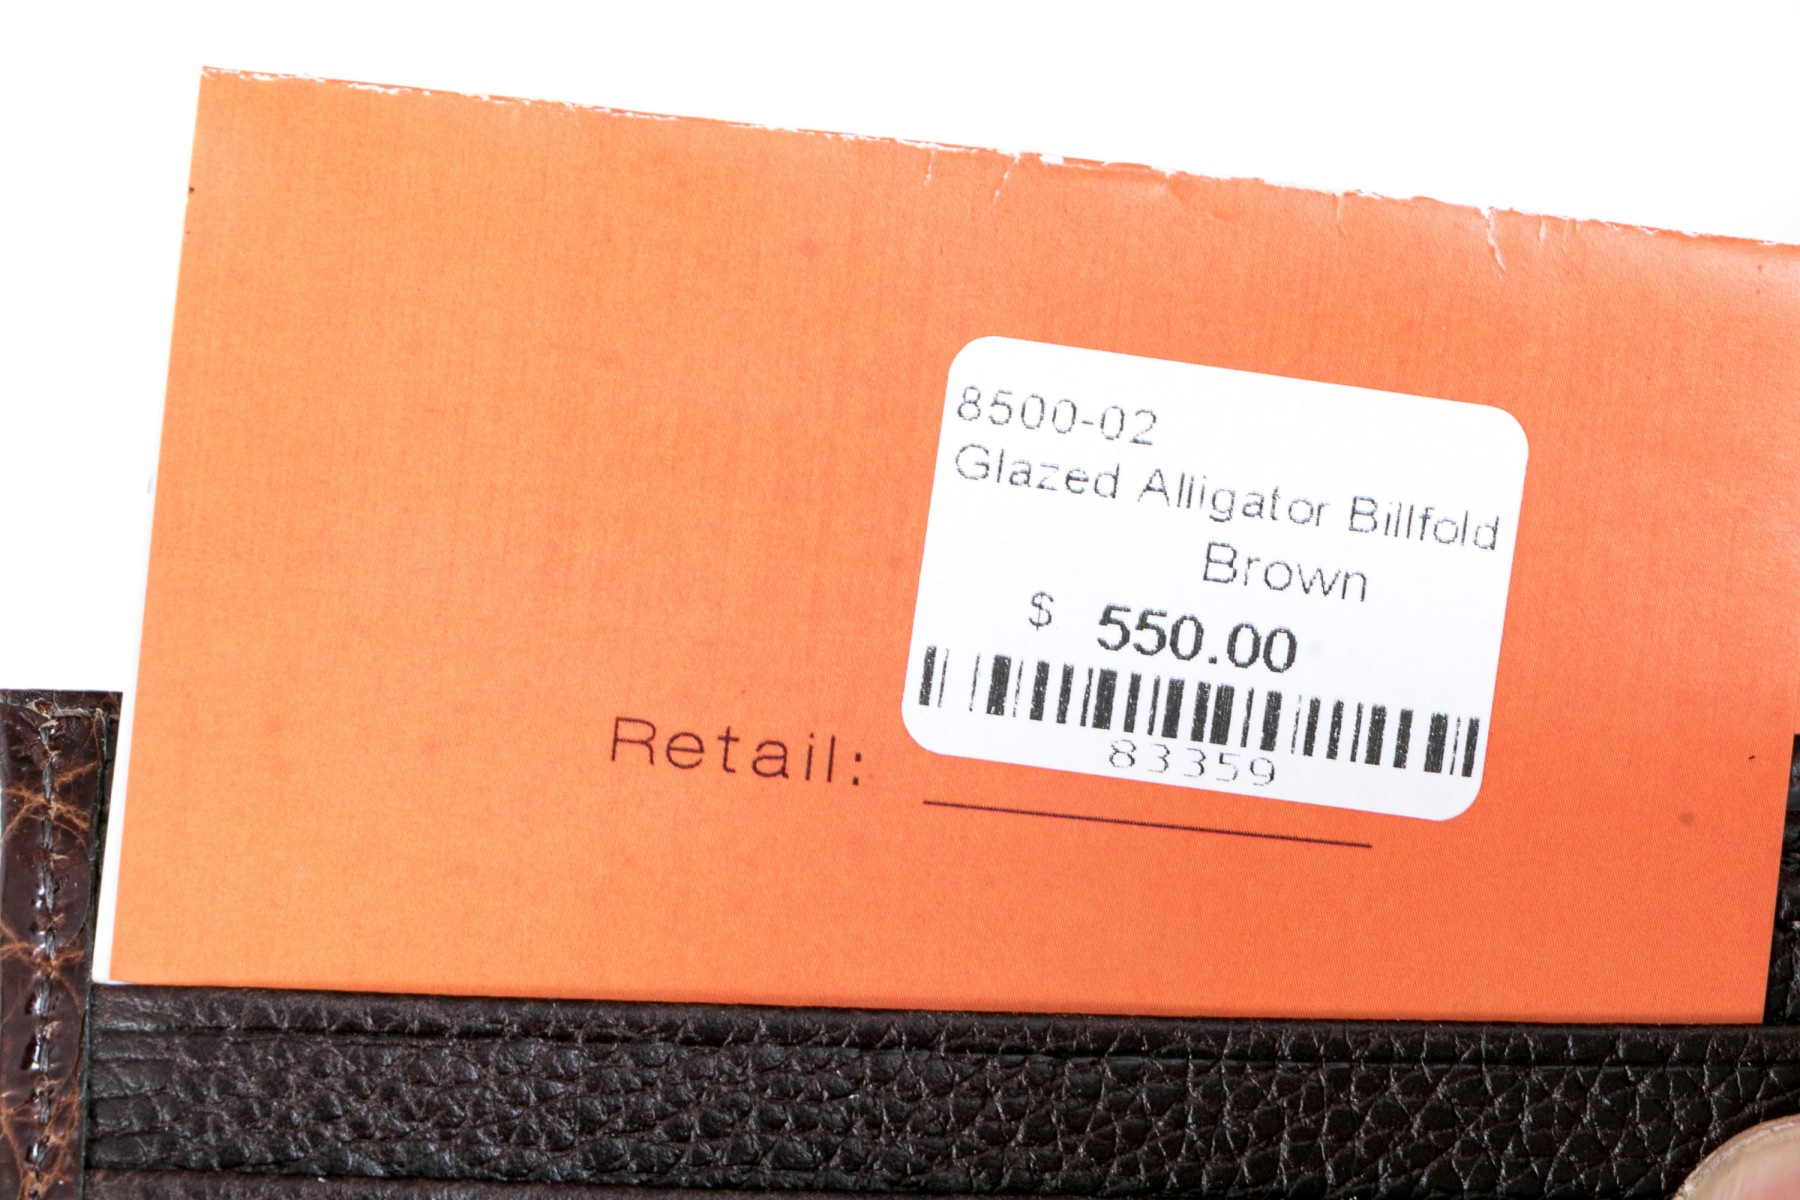 8500-02
Glazed Alligator Billfold
Brown
$ 550.00
83359
Retail: